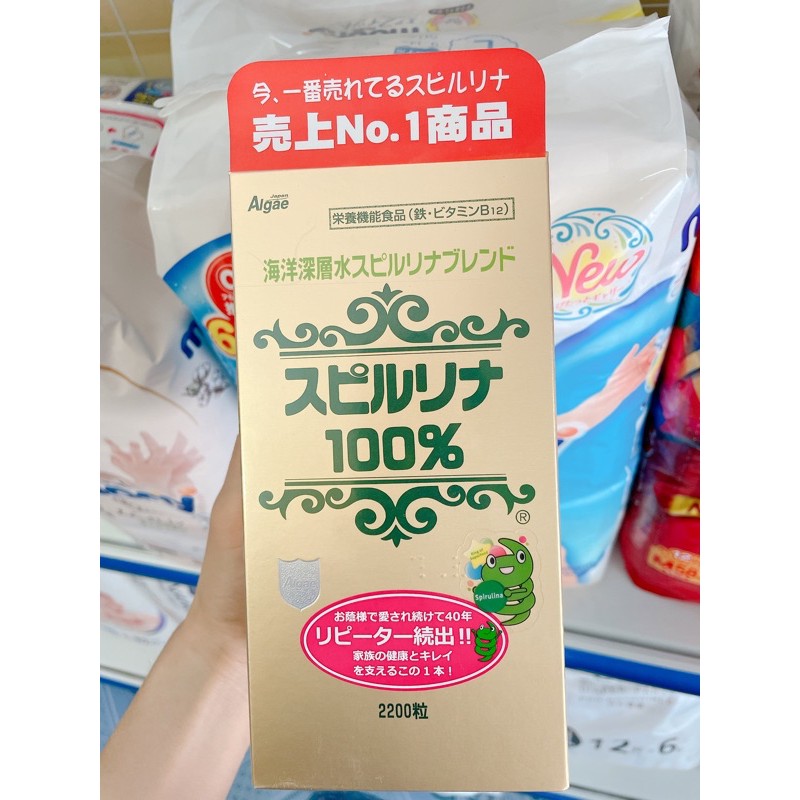 今、一番売れてるスピルリナ
売上No.1商品
Japan
Algae
栄養機能食品（鉄・ビタミンB12）
海洋深層水スピルリナブレンド
スピルリナ
100%
®
Algae
Spirulina
お蔭様で愛され続けて40年
リピーター続出!!
家族の健康とキレイ
を支えるこの1本！
2200粒
New
12
6